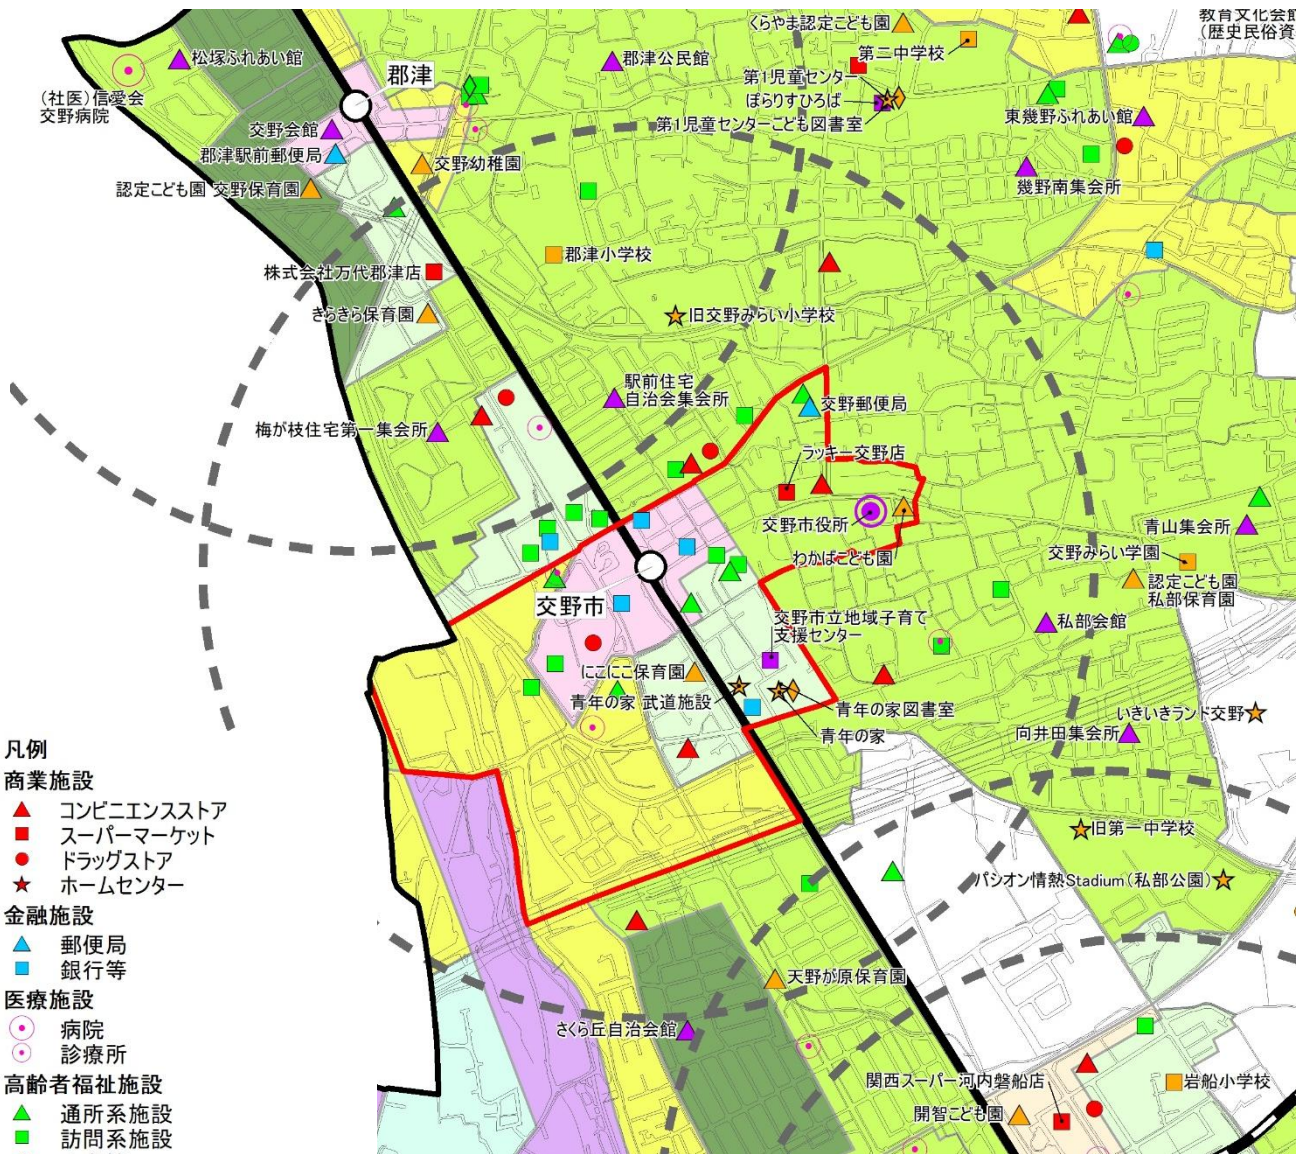 教育文化会館
（歴史民俗資
くらやま認定こども園
第二中学校
松塚ふれあい館
郡津
郡津公民館
第1児童センター
ぽらりすひろば
第1児童センターこども図書室
（社医）信愛会
交野病院
交野会館
郡津駅前郵便局
認定こども園 交野保育園
交野幼稚園
東幾野ふれあい館
幾野南集会所
郡津小学校
株式会社万代郡津店
きらきら保育園
旧交野みらい小学校
駅前住宅
自治会集会所
交野郵便局
梅が枝住宅第一集会所
ラッキー交野店
交野市役所
わかばこども園
青山集会所
交野みらい学園
認定こども園
私部保育園
交野市
交野市立地域子育て
支援センター
私部会館
にこにこ保育園
青年の家 武道施設
青年の家図書室
青年の家
いきいきランド交野
向井田集会所
旧第一中学校
パシオン情熱Stadium（私部公園）
天野が原保育園
さくら丘自治会館
関西スーパー河内磐船店
開智こども園
岩船小学校
凡例
商業施設
コンビニエンスストア
スーパーマーケット
ドラッグストア
ホームセンター
金融施設
郵便局
銀行等
医療施設
病院
診療所
高齢者福祉施設
通所系施設
訪問系施設